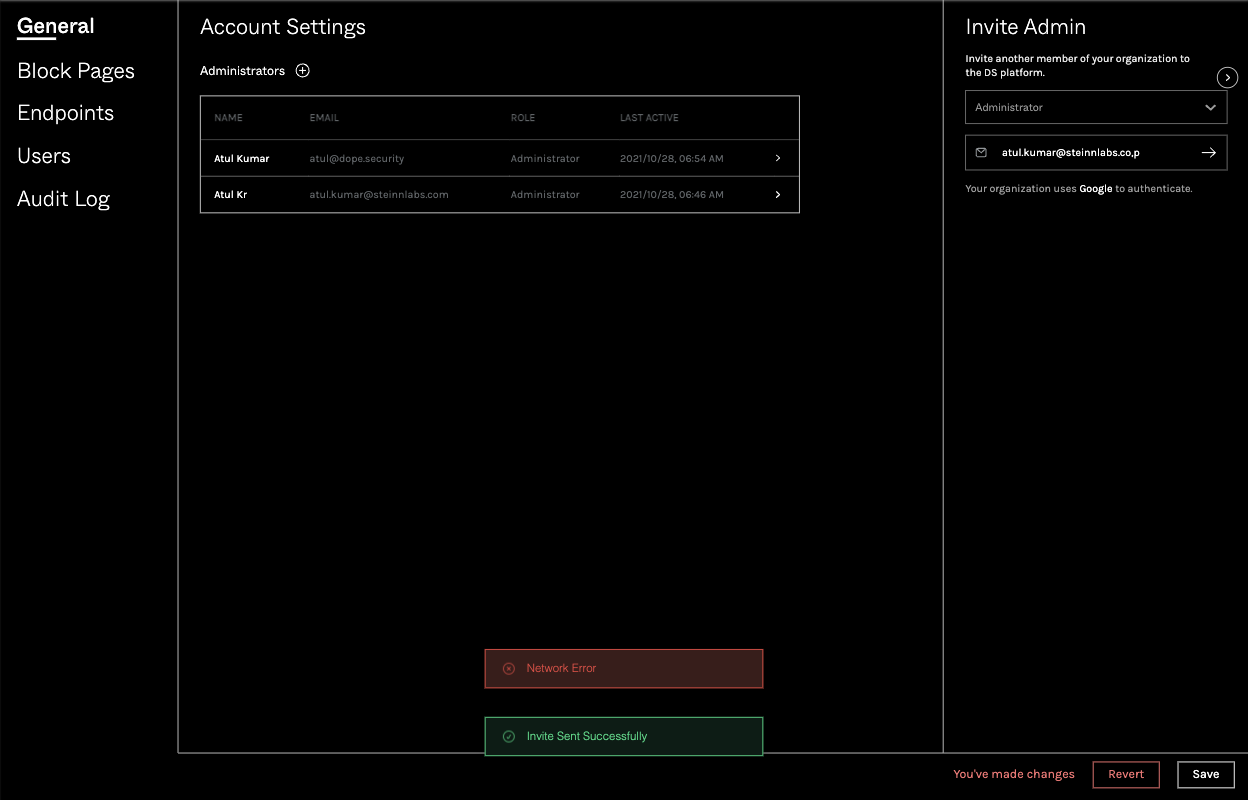 General
Block Pages
Endpoints
Users
Audit Log
Account Settings
Administrators
NAME EMAIL ROLE LAST ACTIVE
Atul Kumar atul@dope.security Administrator 2021/10/28, 06:54 AM
Atul Kr atul.kumar@steinnlabs.com Administrator 2021/10/28, 06:46 AM
Invite Admin
Invite another member of your organization to
the DS platform.
Administrator
atul.kumar@steinnlabs.co,p
Your organization uses Google to authenticate.
Network Error
Invite Sent Successfully
You've made changes
Revert
Save